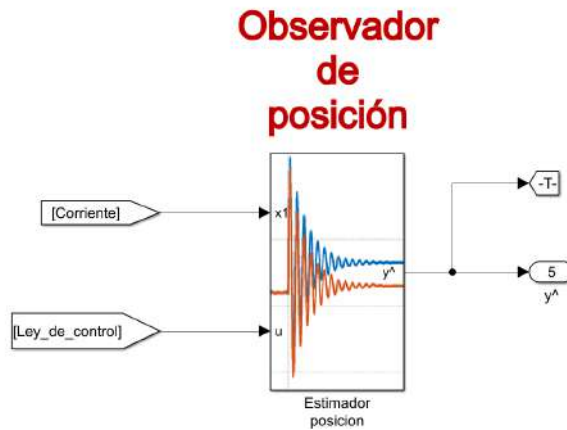 Observador
de
posición
[Corriente]
x1
-T-
y^
5
y^
[Ley_de_control]
u
Estimador
posicion